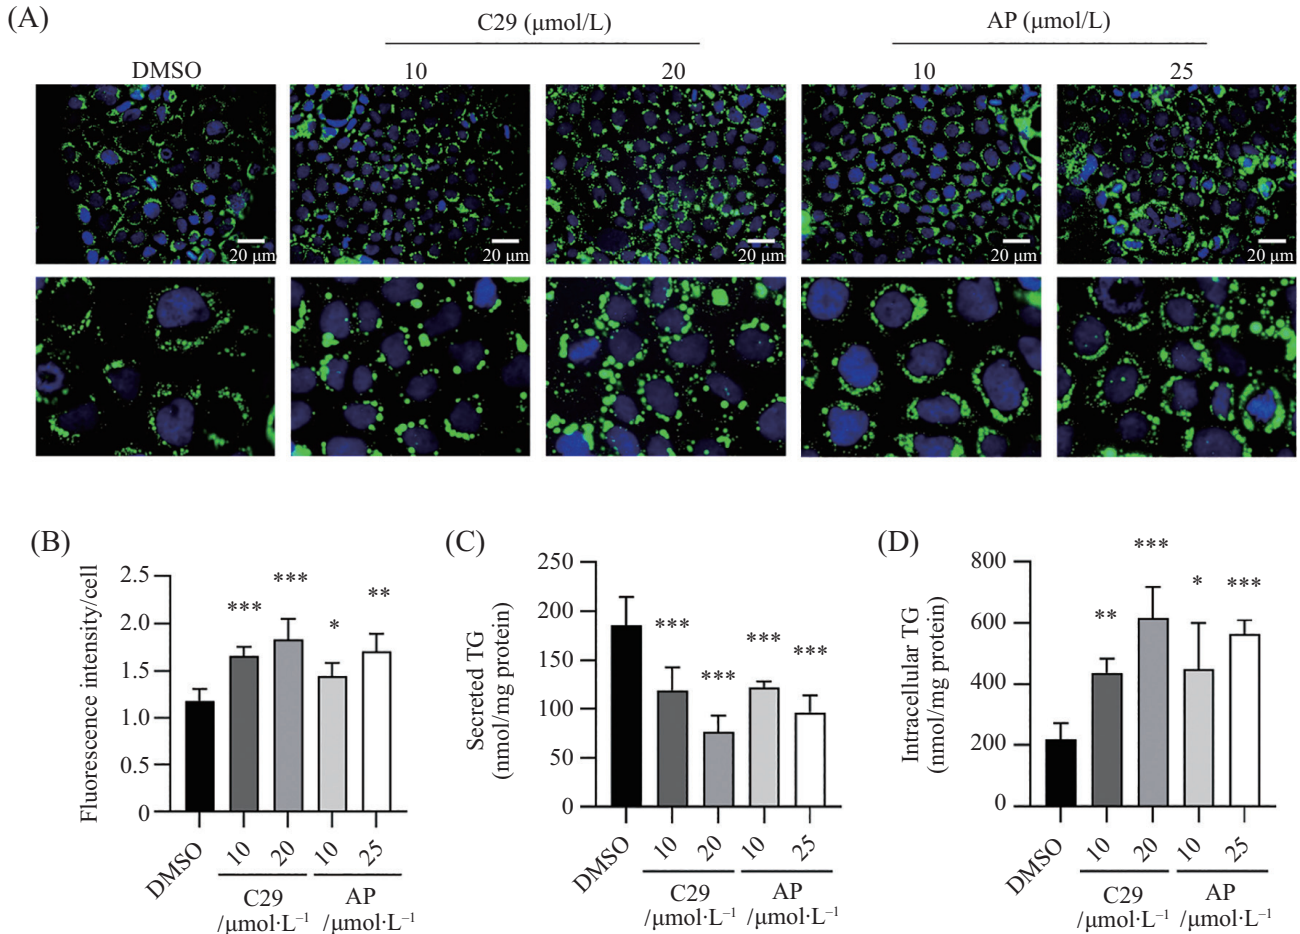 (A)
C29 (μmol/L)
AP (μmol/L)
DMSO
10
20
10
25
20 μm
20 μm
20 μm
20 μm
20 μm
(B)
Fluorescence intensity/cell
2.5
2.0
1.5
1.0
0.5
0
***
***
*
**
DMSO
10
20
10
25
C29
/μmol·L⁻¹
AP
/μmol·L⁻¹
(C)
Secreted TG
(nmol/mg protein)
250
200
150
100
50
0
***
***
***
***
DMSO
10
20
10
25
C29
/μmol·L⁻¹
AP
/μmol·L⁻¹
(D)
Intracellular TG
(nmol/mg protein)
800
600
400
200
0
**
***
*
***
DMSO
10
20
10
25
C29
/μmol·L⁻¹
AP
/μmol·L⁻¹